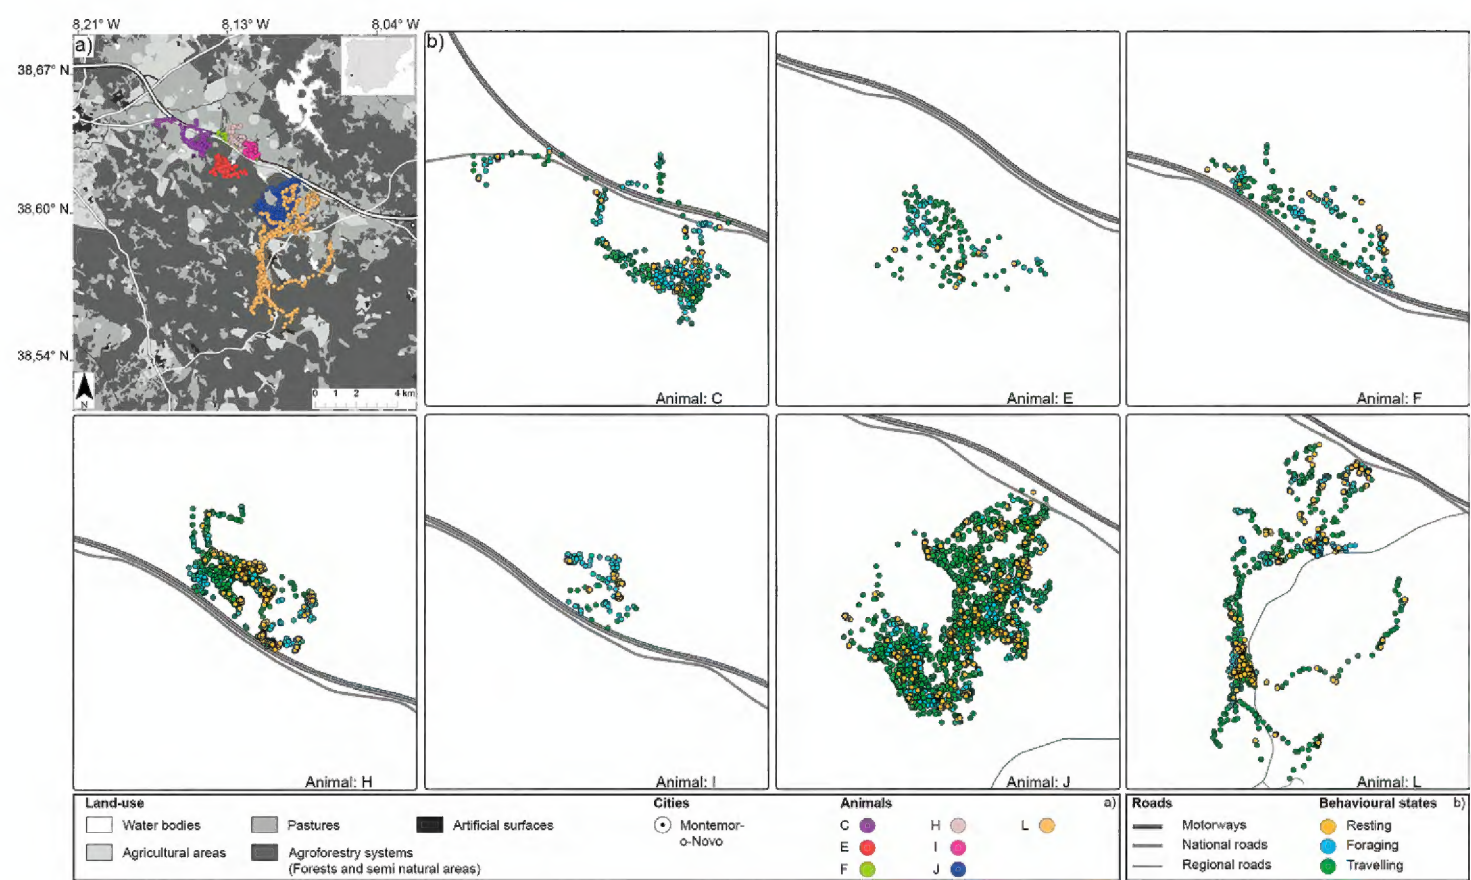 8,21° W 8,13° W 8,04° W
a)
b)
38,67° N
38,60° N
38,54° N
N
0 1 2 4 km
Animal: C
Animal: E
Animal: F
Animal: H
Animal: I
Animal: J
Animal: L
Land-use
Water bodies
Pastures
Artificial surfaces
Agricultural areas
Agroforestry systems
(Forests and semi natural areas)
Cities
Montemor-
o-Novo
Animals
a)
C
H
L
E
I
F
J
Roads
Motorways
National roads
Regional roads
Behavioural states
b)
Resting
Foraging
Travelling